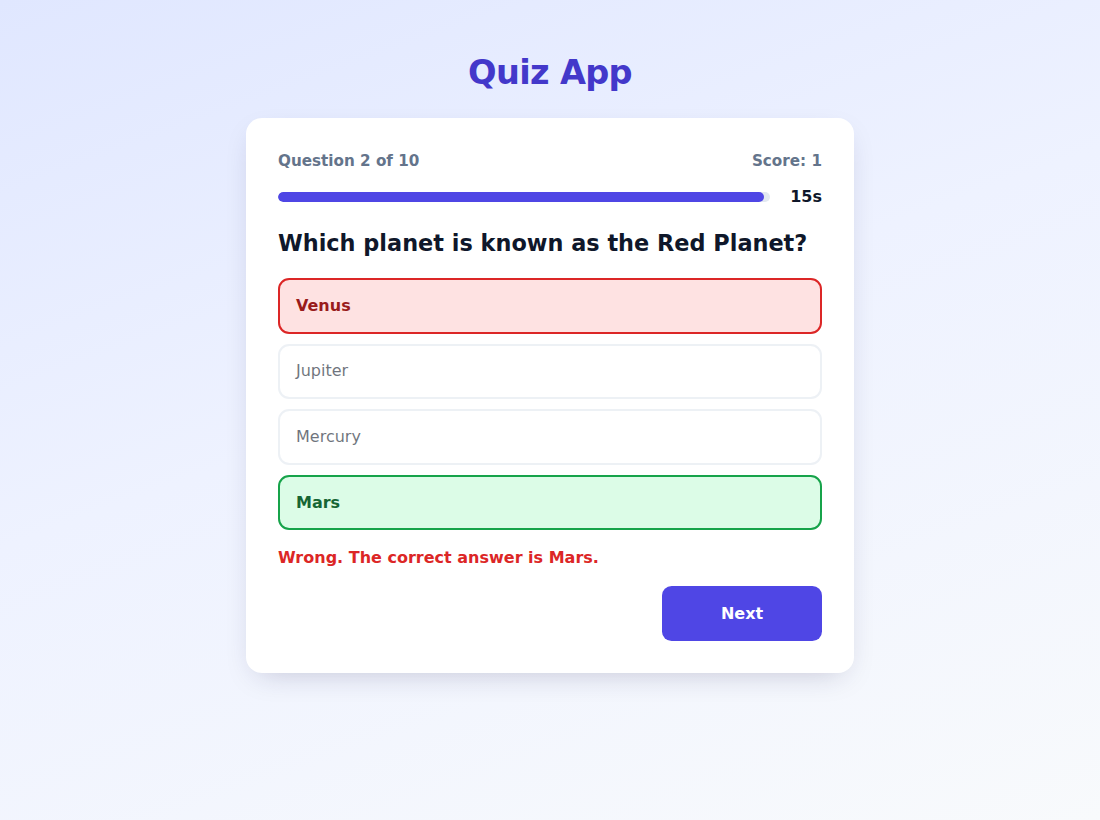 Quiz App
Question 2 of 10 Score: 1
15s
Which planet is known as the Red Planet?
Venus
Jupiter
Mercury
Mars
Wrong. The correct answer is Mars.
Next